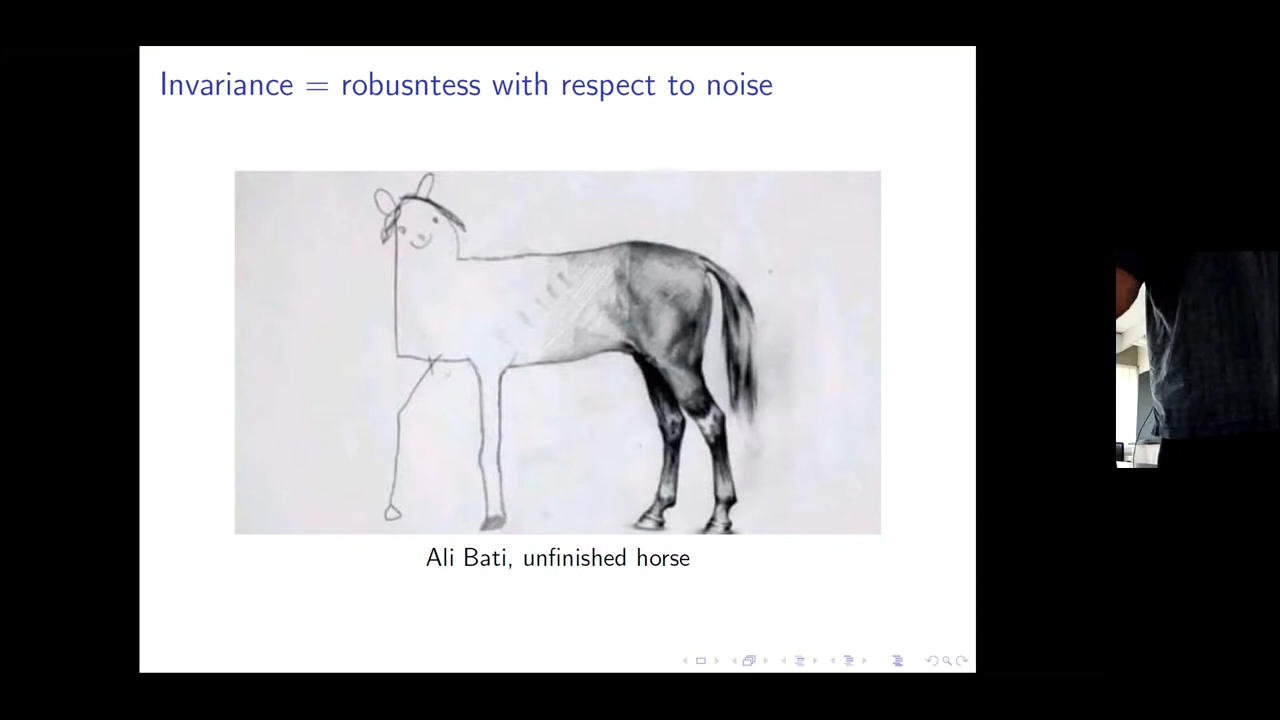 Invariance = robusntess with respect to noise
Ali Bati, unfinished horse